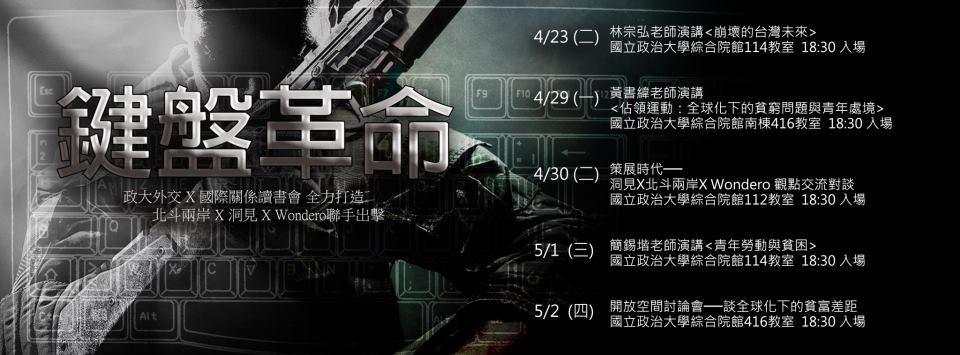 鍵盤革命
政大外交 X 國際關係讀書會 全力打造
北斗兩岸 X 洞見 X Wondero聯手出擊
4/23 (二) 林宗弘老師演講<崩壞的台灣未來>
國立政治大學綜合院館114教室 18:30 入場
4/29 (一) 黃書緯老師演講
<佔領運動：全球化下的貧窮問題與青年處境>
國立政治大學綜合院館南棟416教室 18:30 入場
4/30 (二) 策展時代──
洞見X北斗兩岸X Wondero 觀點交流對談
國立政治大學綜合院館112教室 18:30 入場
5/1 (三) 簡錫堦老師演講<青年勞動與貧困>
國立政治大學綜合院館114教室 18:30 入場
5/2 (四) 開放空間討論會──談全球化下的貧富差距
國立政治大學綜合院館416教室 18:30 入場
Esc
F7
F9
F10
W
X
C
V
B
N
Alt